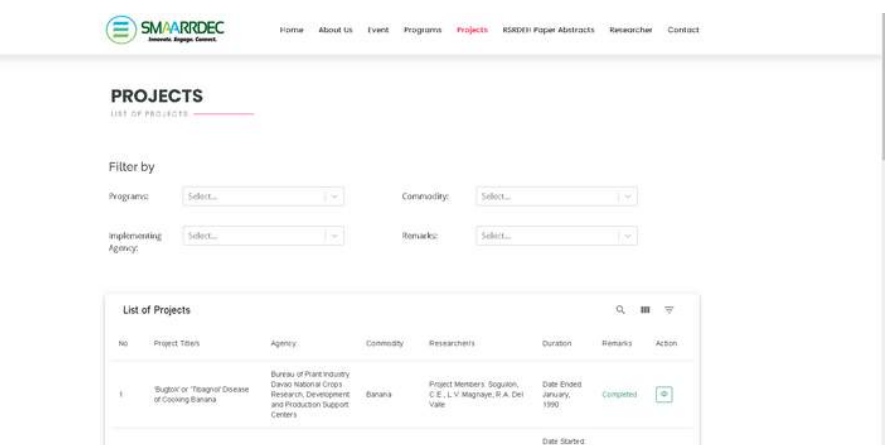 SMAARRDEC
Innovate. Engage. Connect.
Home About Us Event Programs Projects RSRDEH Paper Abstracts Researcher Contact
PROJECTS
LIST OF PROJECTS
Filter by
Programs: Select... Commodity: Select...
Implementing Agency: Select... Remarks: Select...
List of Projects
No Project Title/s Agency Commodity Researcher/s Duration Remarks Action
1 'Bugtok' or 'Tibagnol' Disease of Cooking Banana Bureau of Plant Industry Davao National Crops Research, Development and Production Support Centers Banana Project Members: Soguilon, C.E., L.V. Magnaye, R.A. Del Valle Date Ended: January, 1990 Completed
Date Started: